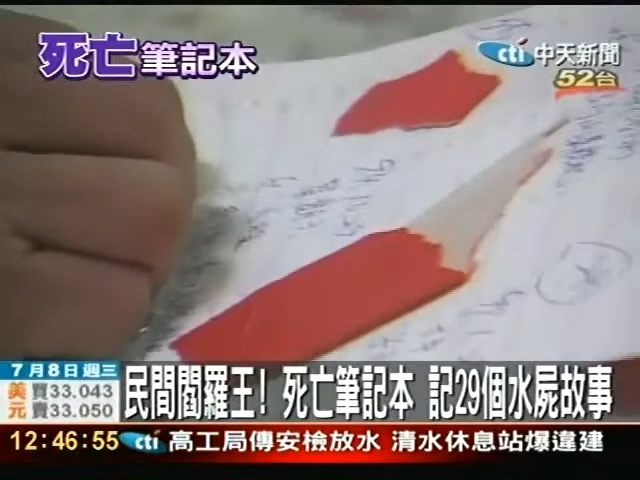 死亡筆記本
cti 中天新聞
52台
7月8日週三
美元 買33.043
賣33.050
民間閻羅王! 死亡筆記本 記29個水屍故事
12:46:55 cti 高工局傳安檢放水 清水休息站爆違建